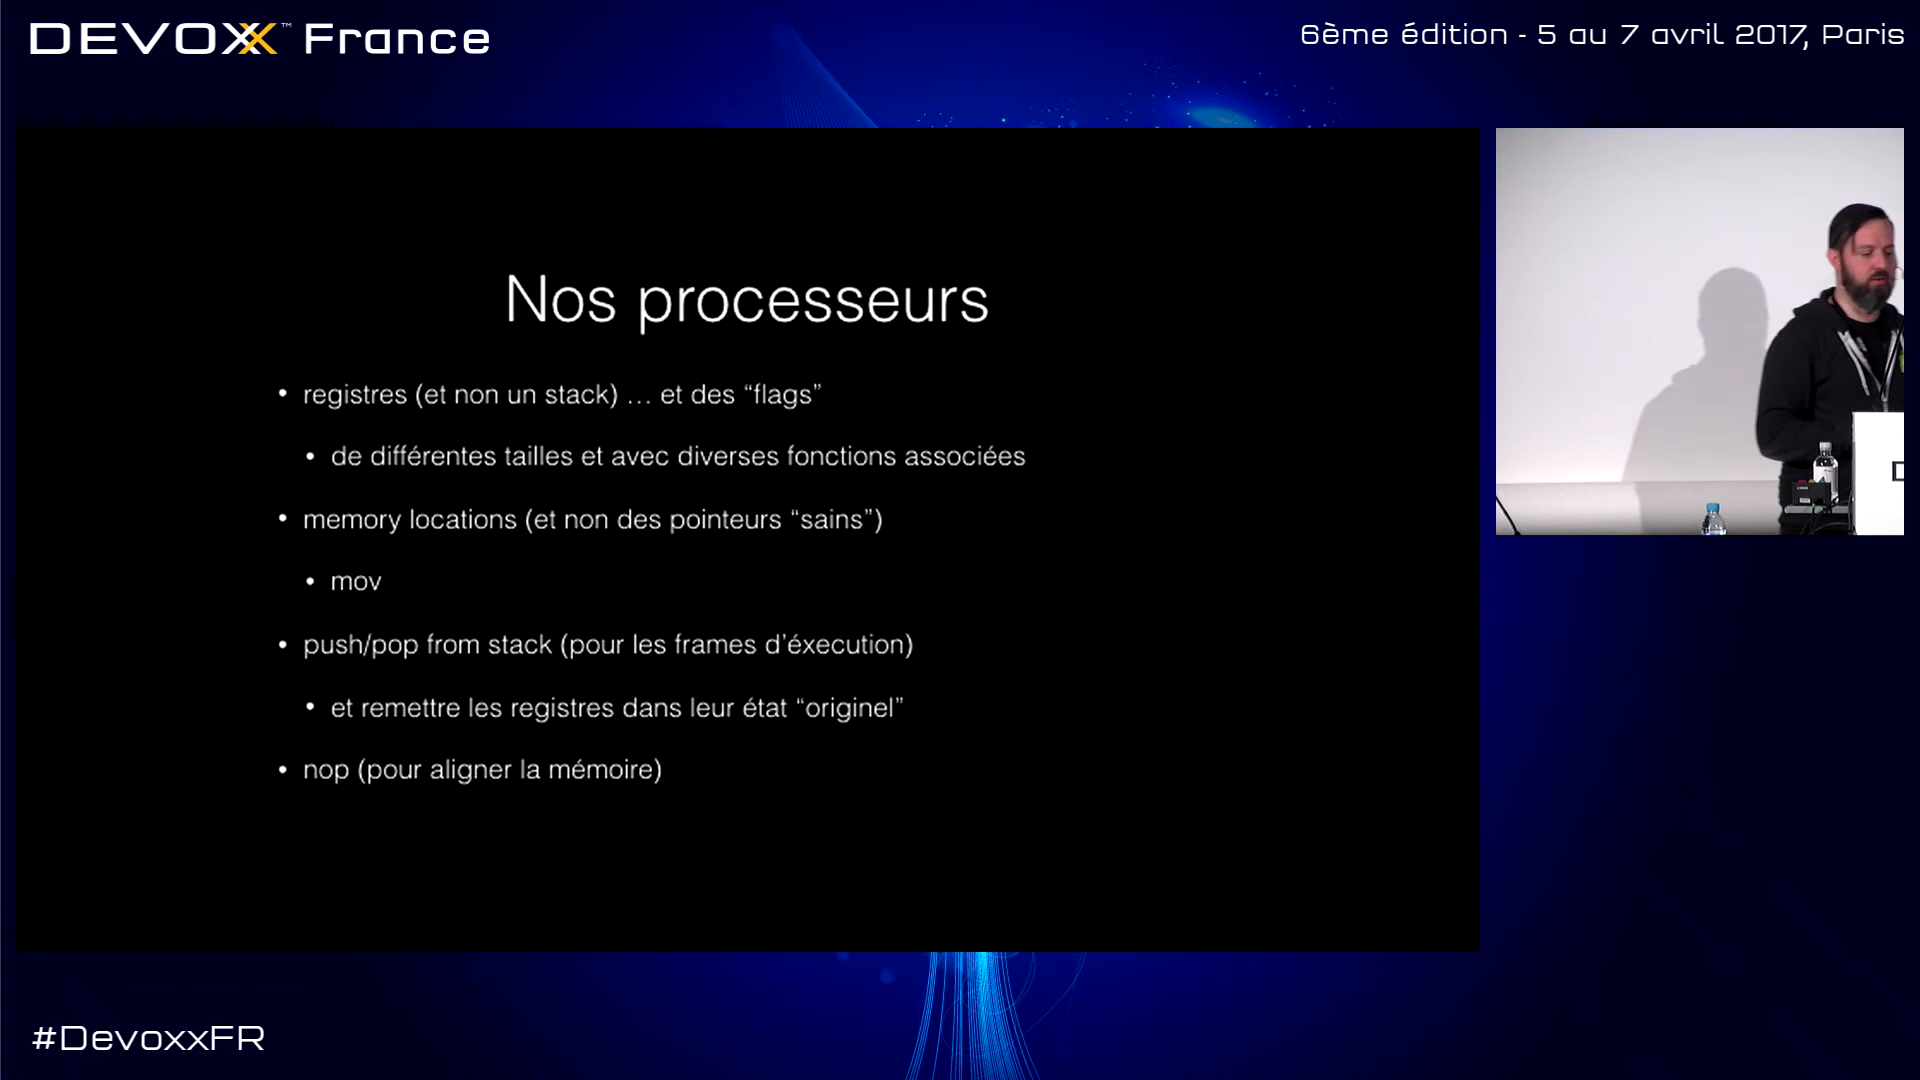 DEVOXX™ France
6ème édition - 5 au 7 avril 2017, Paris
Nos processeurs
• registres (et non un stack) … et des “flags”
• de différentes tailles et avec diverses fonctions associées
• memory locations (et non des pointeurs “sains”)
• mov
• push/pop from stack (pour les frames d’éxecution)
• et remettre les registres dans leur état “originel”
• nop (pour aligner la mémoire)
#DevoxxFR